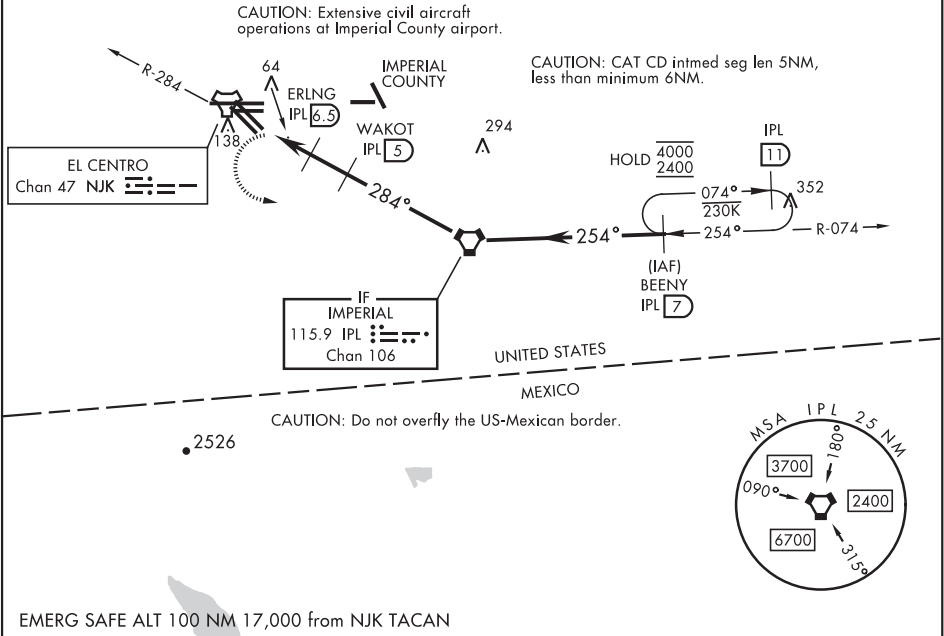 CAUTION: Extensive civil aircraft
operations at Imperial County airport.
CAUTION: CAT CD intmed seg len 5NM,
less than minimum 6NM.
R-284
64
ERLNG
IPL 6.5
IMPERIAL
COUNTY
138
WAKOT
IPL 5
294
EL CENTRO
Chan 47 NJK
284°
HOLD 4000
2400
IPL
11
074°
230K
352
254°
254°
R-074
(IAF)
BEENY
IPL 7
IF
IMPERIAL
115.9 IPL
Chan 106
UNITED STATES
MEXICO
CAUTION: Do not overfly the US-Mexican border.
2526
MSA IPL 25 NM
180°
3700
090°
2400
6700
315°
EMERG SAFE ALT 100 NM 17,000 from NJK TACAN